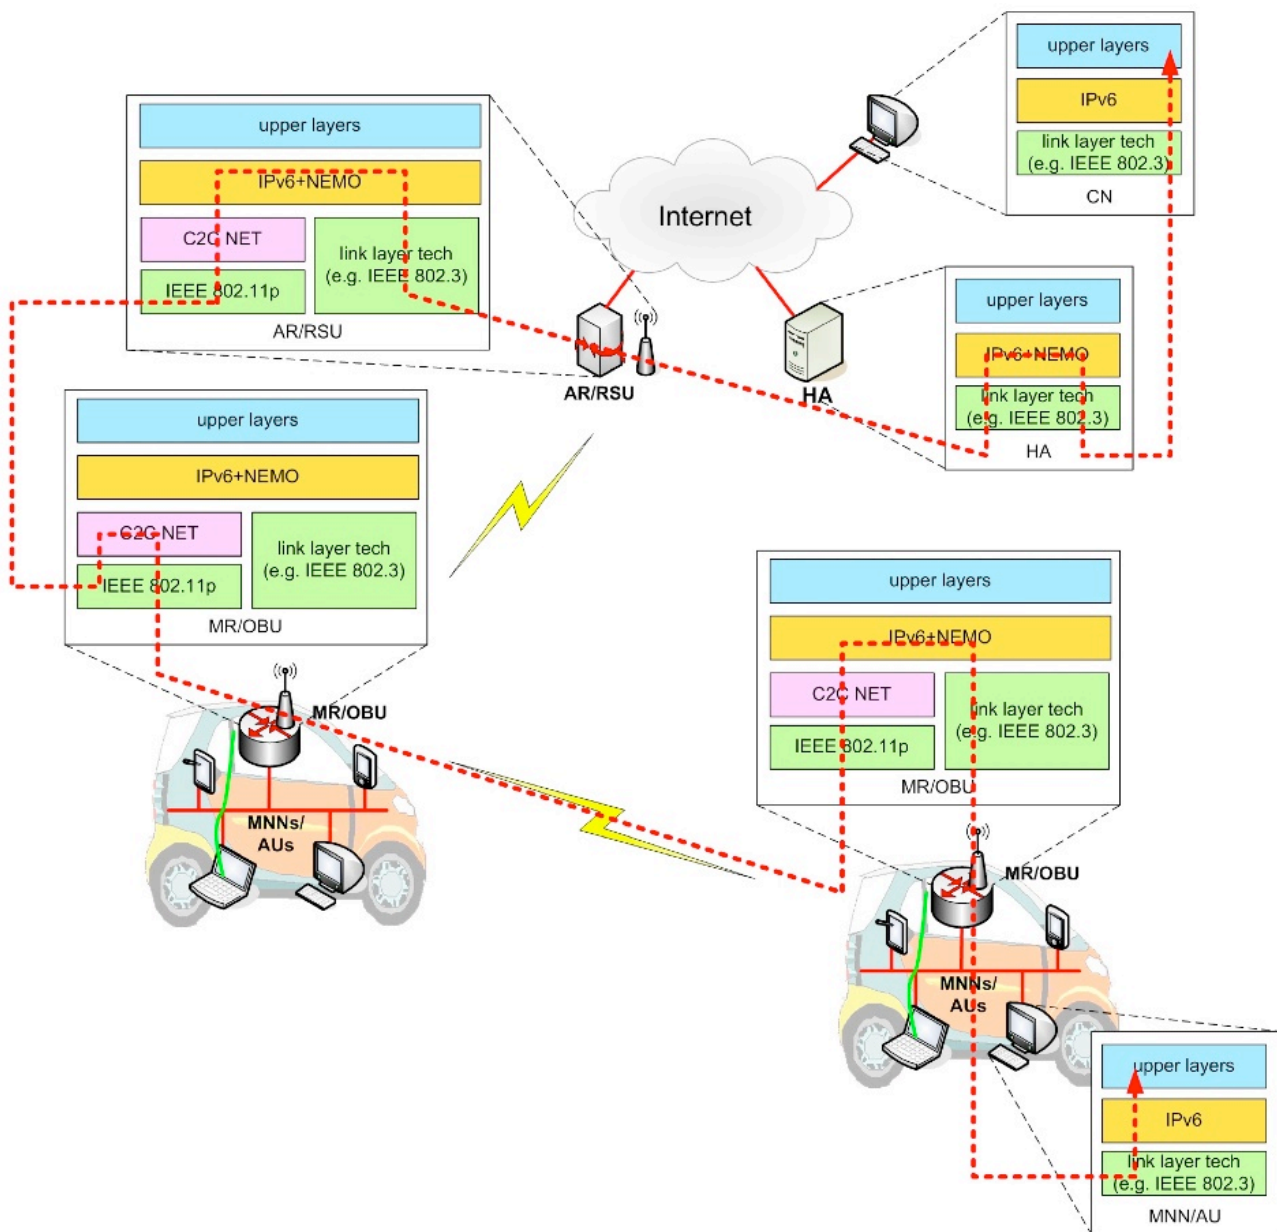 upper layers
IPv6
link layer tech
(e.g. IEEE 802.3)
CN
upper layers
IPv6+NEMO
C2C NET
IEEE 802.11p
link layer tech
(e.g. IEEE 802.3)
AR/RSU
Internet
AR/RSU
HA
upper layers
IPv6+NEMO
link layer tech
(e.g. IEEE 802.3)
HA
upper layers
IPv6+NEMO
C2C NET
IEEE 802.11p
link layer tech
(e.g. IEEE 802.3)
MR/OBU
MR/OBU
MNNs/
AUs
upper layers
IPv6+NEMO
C2C NET
IEEE 802.11p
link layer tech
(e.g. IEEE 802.3)
MR/OBU
MR/OBU
MNNs/
AUs
upper layers
IPv6
link layer tech
(e.g. IEEE 802.3)
MNN/AU